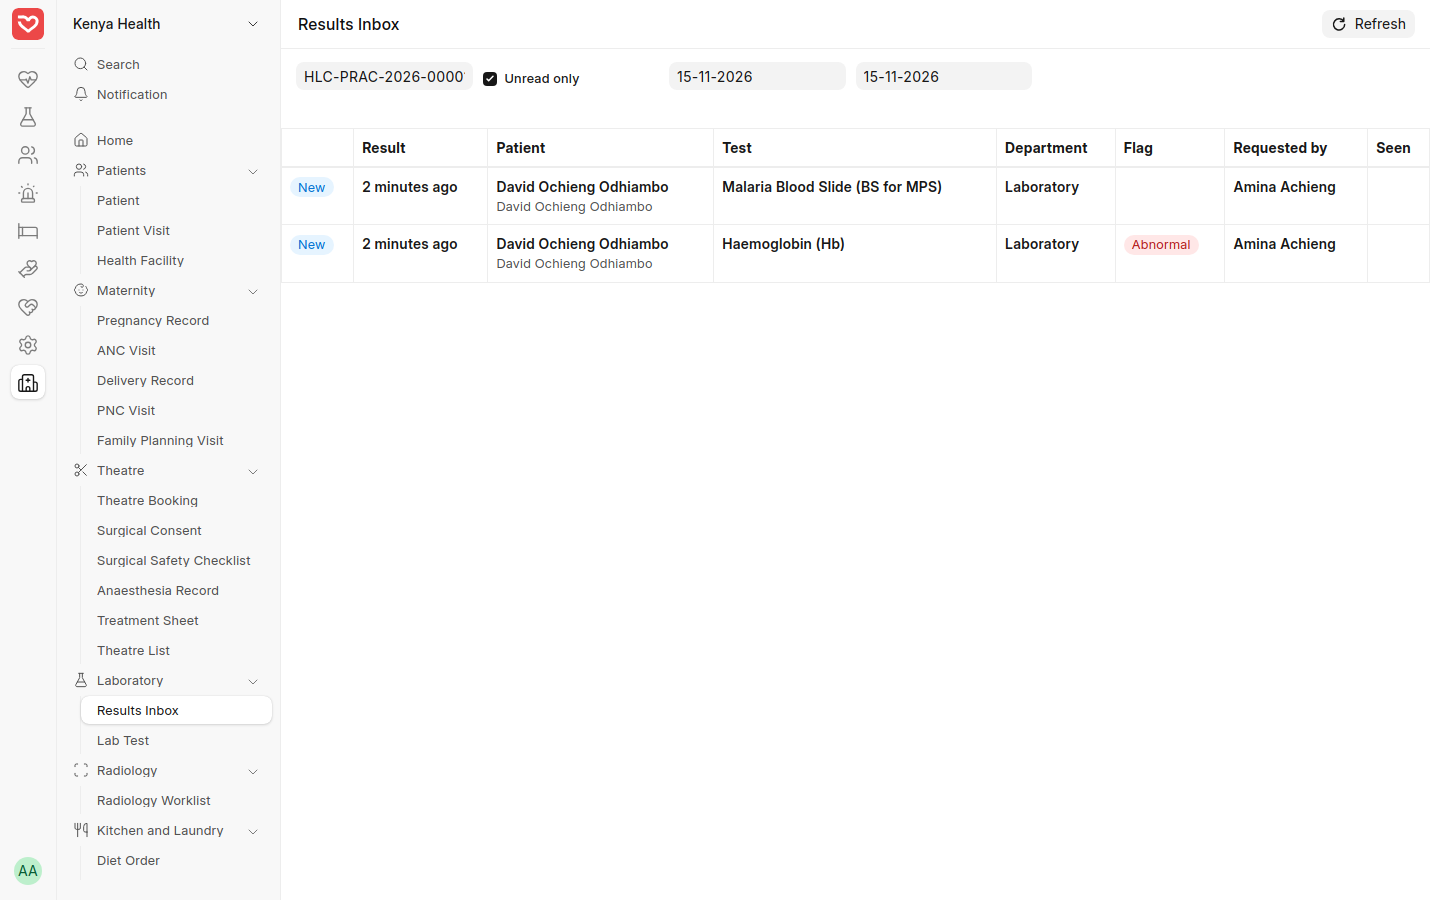 Kenya Health
Search
Notification
Home
Patients
Patient
Patient Visit
Health Facility
Maternity
Pregnancy Record
ANC Visit
Delivery Record
PNC Visit
Family Planning Visit
Theatre
Theatre Booking
Surgical Consent
Surgical Safety Checklist
Anaesthesia Record
Treatment Sheet
Theatre List
Laboratory
Results Inbox
Lab Test
Radiology
Radiology Worklist
Kitchen and Laundry
Diet Order
AA
Results Inbox
Refresh
HLC-PRAC-2026-0000
Unread only
15-11-2026
15-11-2026
Result Patient Test Department Flag Requested by Seen
New 2 minutes ago David Ochieng Odhiambo Malaria Blood Slide (BS for MPS) Laboratory Amina Achieng
David Ochieng Odhiambo
New 2 minutes ago David Ochieng Odhiambo Haemoglobin (Hb) Laboratory Abnormal Amina Achieng
David Ochieng Odhiambo